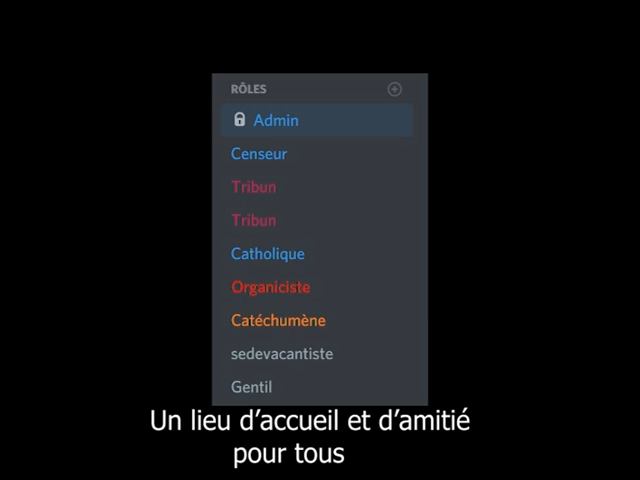 RÔLES
Admin
Censeur
Tribun
Tribun
Catholique
Organiciste
Catéchumène
sedevacantiste
Gentil
Un lieu d’accueil et d’amitié
pour tous